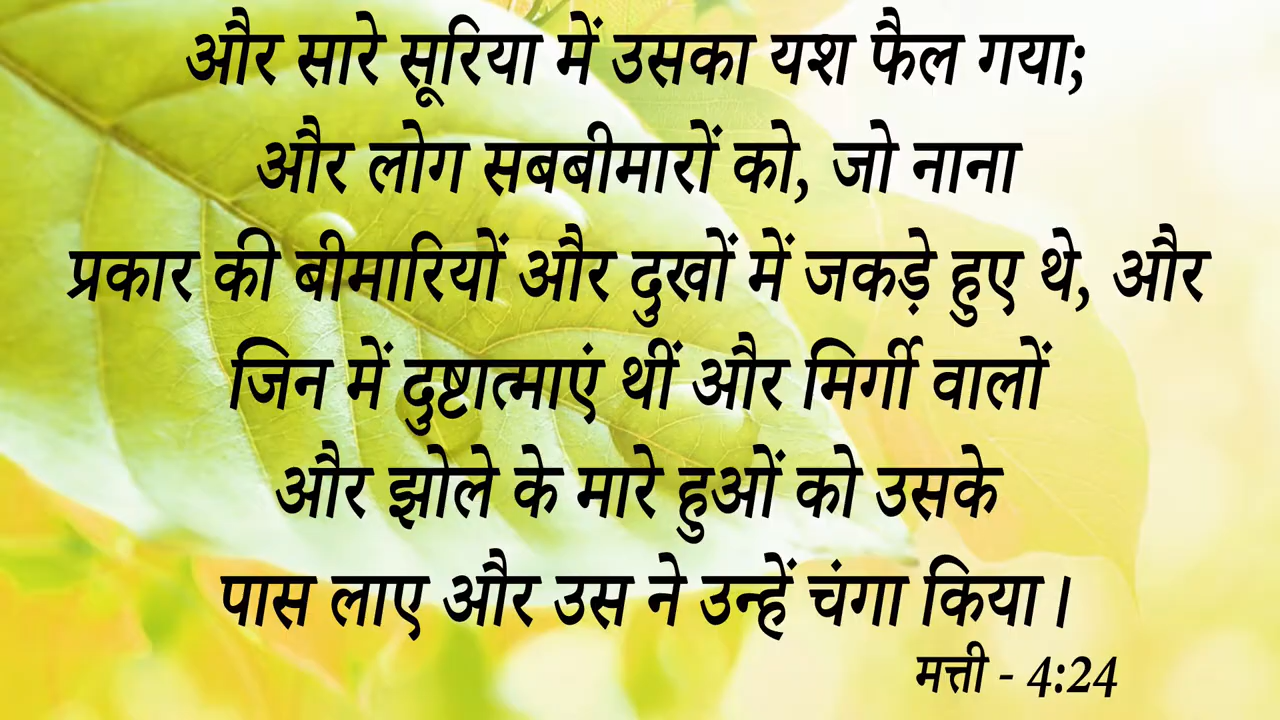 और सारे सूरिया में उसका यश फैल गया;
और लोग सबबीमारों को, जो नाना
प्रकार की बीमारियों और दुखों में जकड़े हुए थे, और
जिन में दुष्टात्माएं थीं और मिर्गी वालों
और झोले के मारे हुओं को उसके
पास लाए और उस ने उन्हें चंगा किया।
मत्ती - 4:24